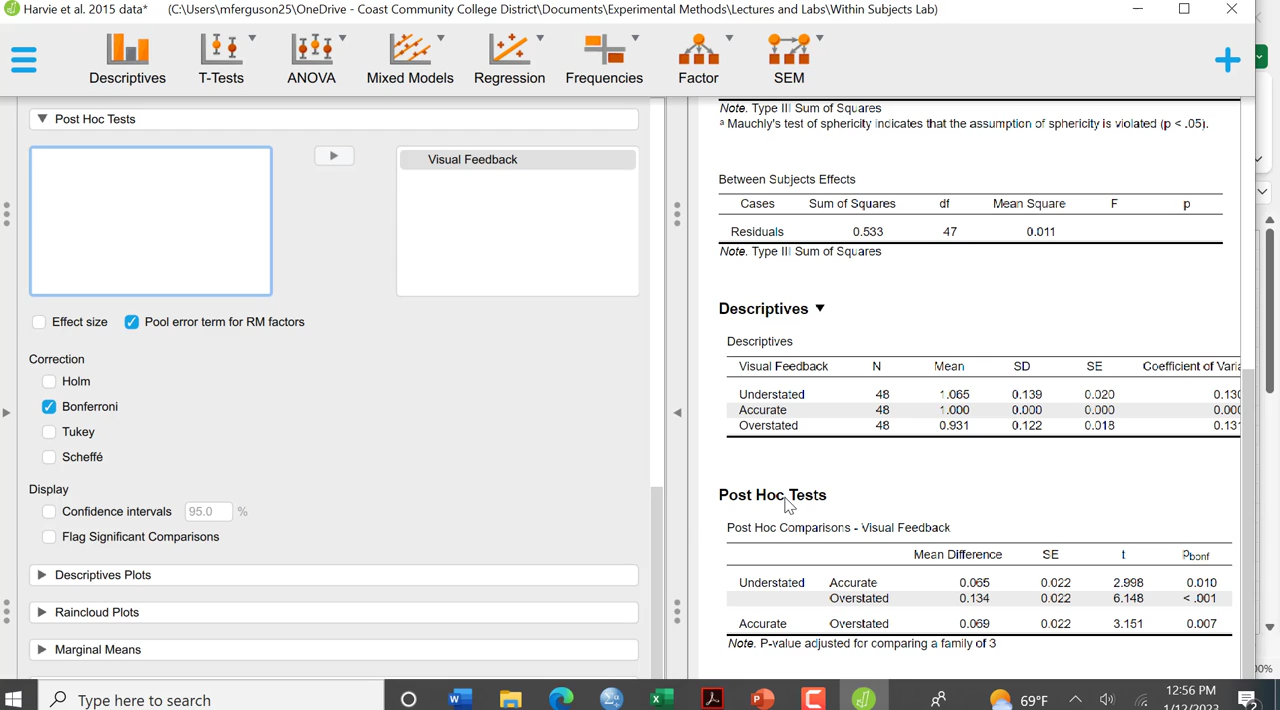 Harvie et al. 2015 data* (C:\Users\mferguson25\OneDrive - Coast Community College District\Documents\Experimental Methods\Lectures and Labs\Within Subjects Lab)
Descriptives T-Tests ANOVA Mixed Models Regression Frequencies Factor SEM
Post Hoc Tests
Visual Feedback
Effect size Pool error term for RM factors
Correction
Holm
Bonferroni
Tukey
Scheffé
Display
Confidence intervals 95.0 %
Flag Significant Comparisons
Descriptives Plots
Raincloud Plots
Marginal Means
Note. Type III Sum of Squares
ª Mauchly's test of sphericity indicates that the assumption of sphericity is violated (p < .05).
Between Subjects Effects
Cases Sum of Squares df Mean Square F p
Residuals 0.533 47 0.011
Note. Type III Sum of Squares
Descriptives
Descriptives
Visual Feedback N Mean SD SE Coefficient of Varia
Understated 48 1.065 0.139 0.020 0.130
Accurate 48 1.000 0.000 0.000 0.000
Overstated 48 0.931 0.122 0.018 0.131
Post Hoc Tests
Post Hoc Comparisons - Visual Feedback
Mean Difference SE t pbonf
Understated Accurate 0.065 0.022 2.998 0.010
Overstated 0.134 0.022 6.148 < .001
Accurate Overstated 0.069 0.022 3.151 0.007
Note. P-value adjusted for comparing a family of 3
Type here to search
69°F
12:56 PM